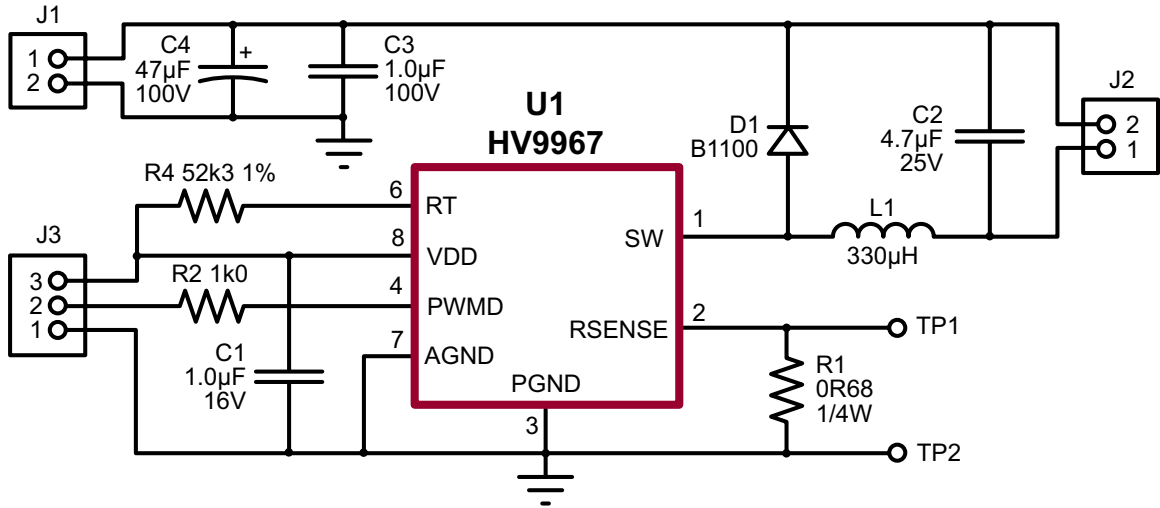 J1
1
2
C4
47µF
100V
+
C3
1.0µF
100V
U1
HV9967
D1
B1100
C2
4.7µF
25V
J2
2
1
R4 52k3 1%
6
RT
J3
3
2
1
8
VDD
R2 1k0
4
PWMD
7
AGND
C1
1.0µF
16V
PGND
3
SW
1
L1
330µH
RSENSE
2
TP1
R1
0R68
1/4W
TP2